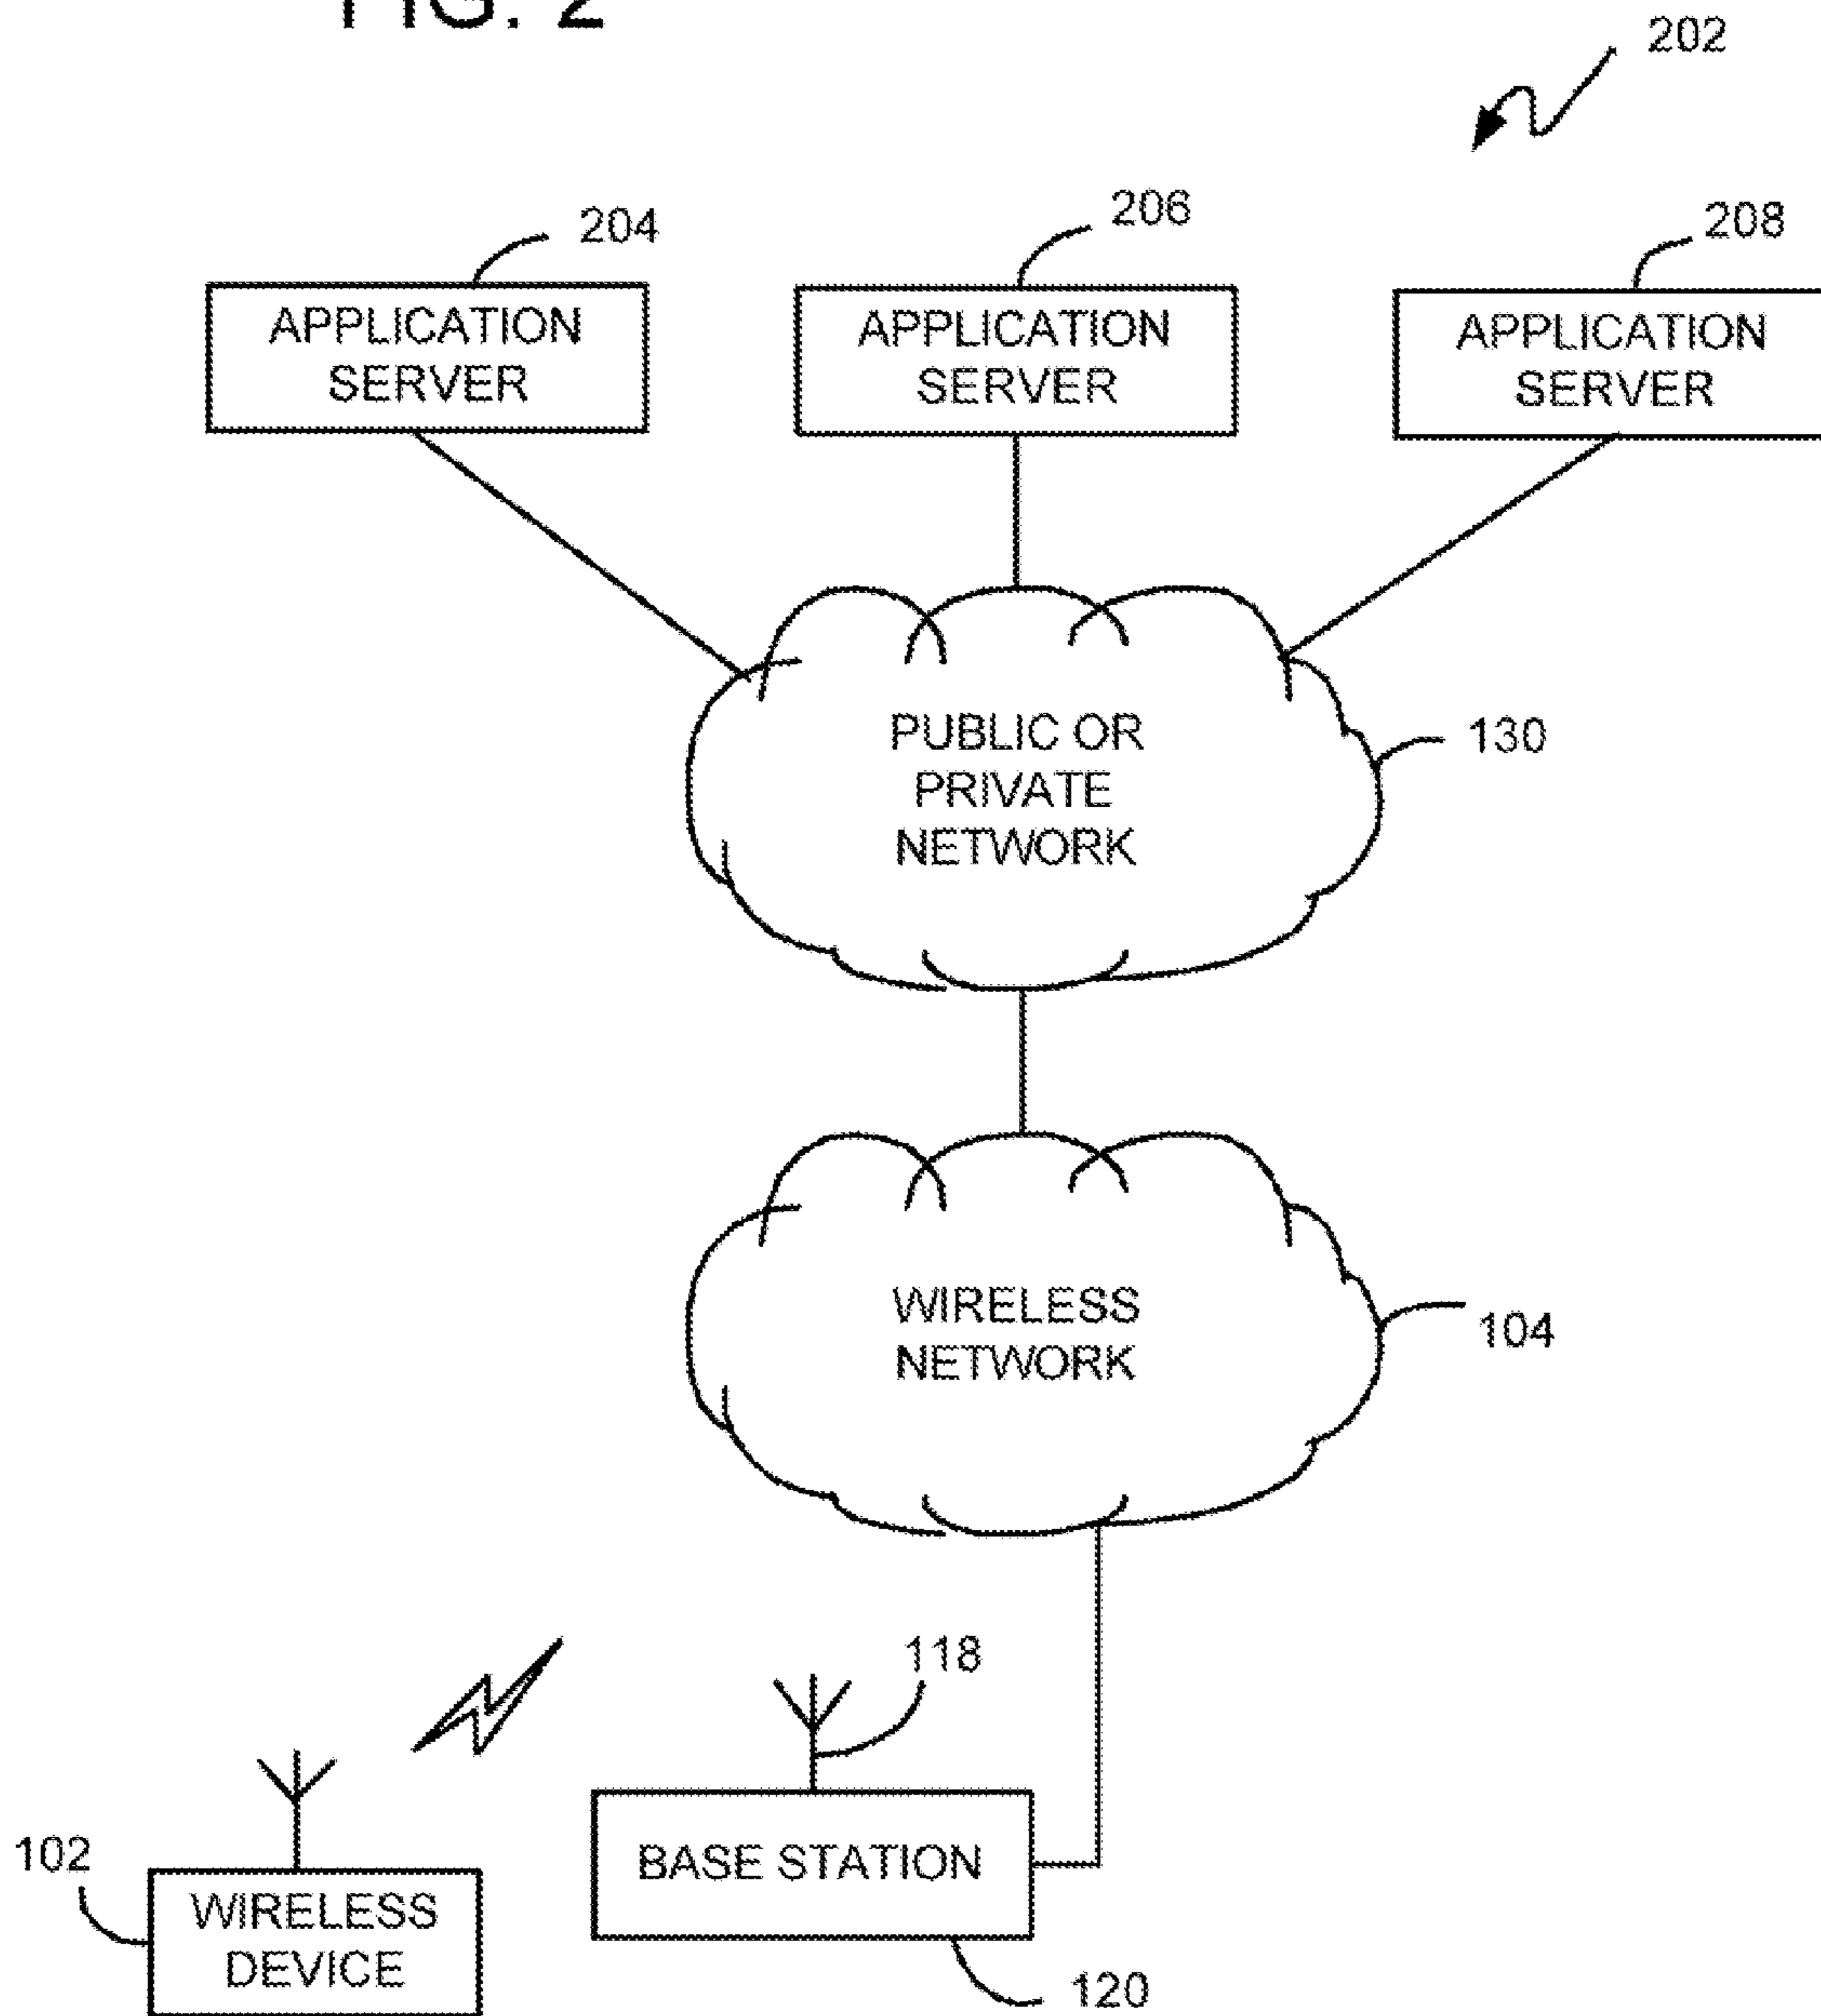 FIG. 2
202
204
206
208
APPLICATION
SERVER
APPLICATION
SERVER
APPLICATION
SERVER
PUBLIC OR
PRIVATE
NETWORK
130
WIRELESS
NETWORK
104
118
BASE STATION
102
WIRELESS
DEVICE
120